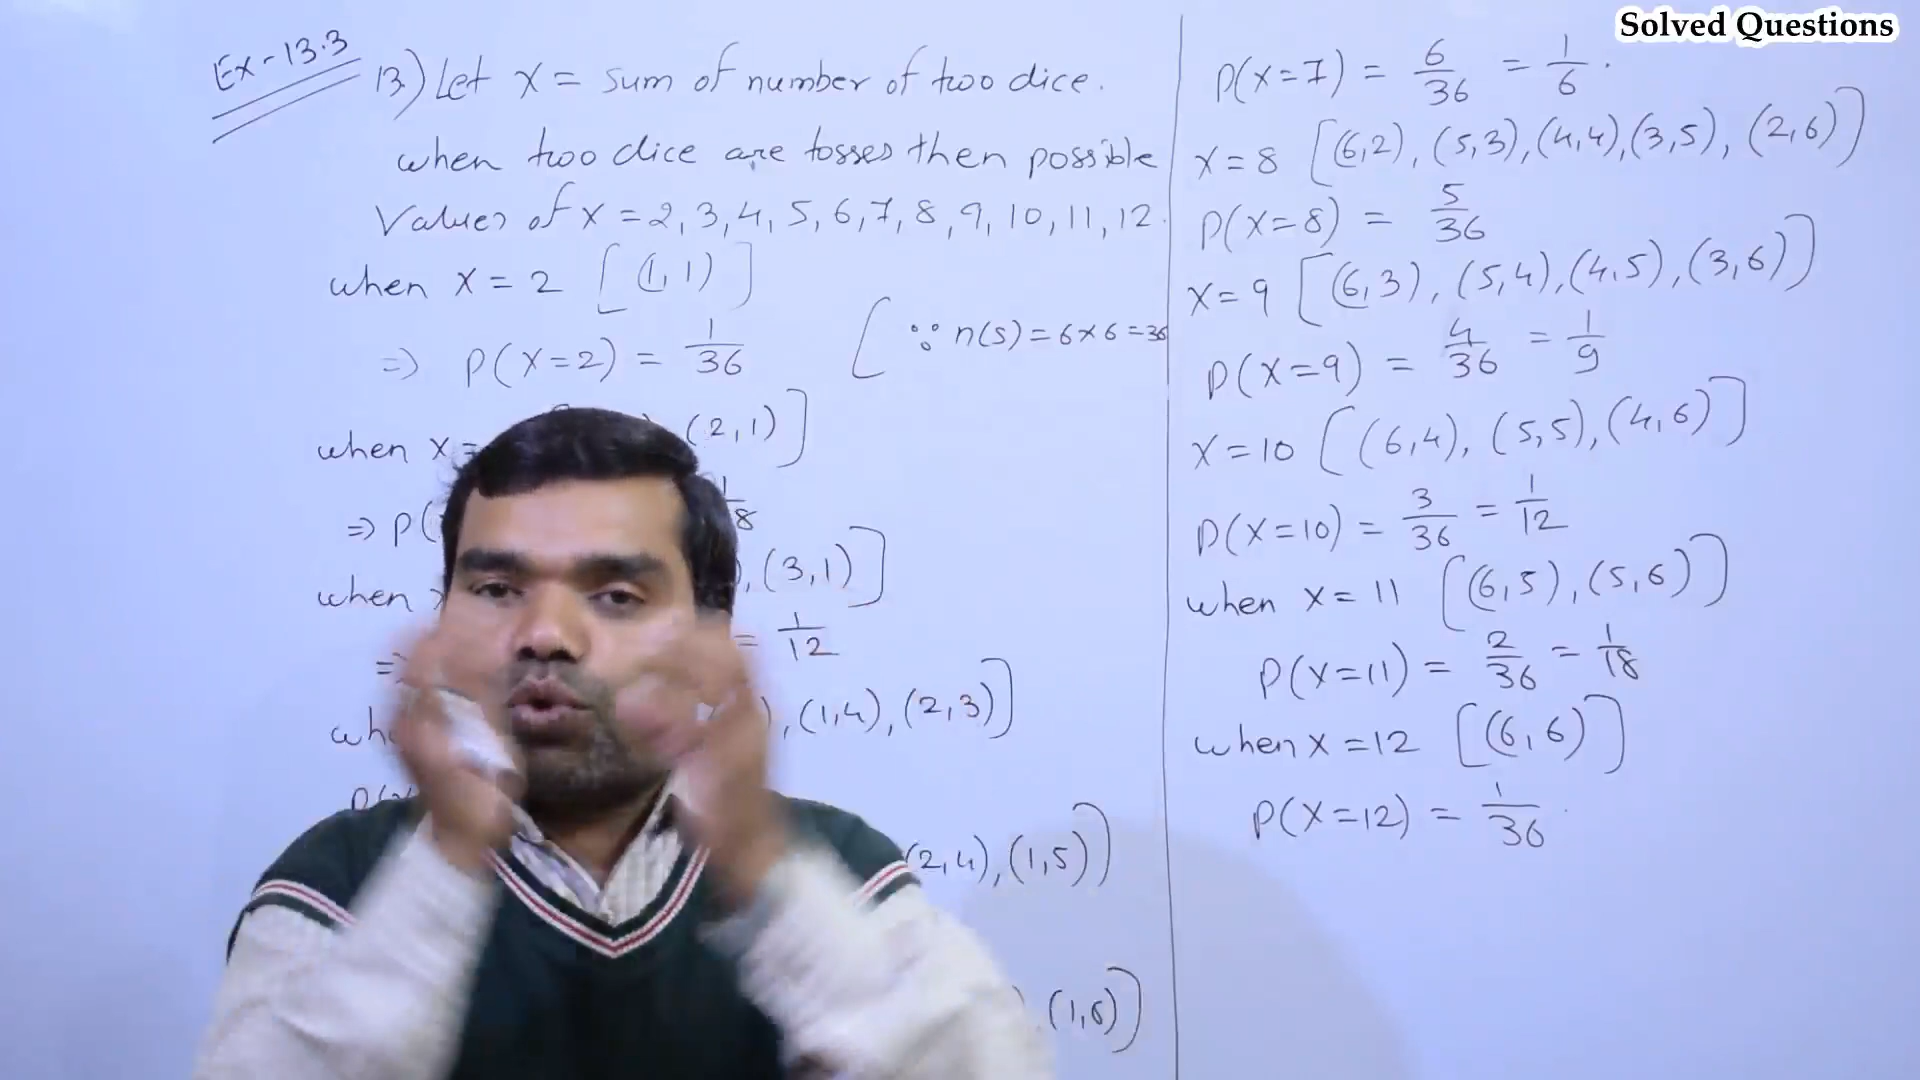 Solved Questions
Ex-13.3
13.) Let X = sum of number of two dice.
when two dice are tosses then possible
Values of X = 2, 3, 4, 5, 6, 7, 8, 9, 10, 11, 12.
when X = 2 [(1, 1)]
=> P(X=2) = 1/36 [∵ n(s) = 6×6 = 36
when X = (2,1)]
=> P( 1/8
when , (3,1)]
=> = 1/12
, (1,4), (2,3)]
(2,4), (1,5)]
(1,6)]
P(X=7) = 6/36 = 1/6.
X = 8 [(6,2), (5,3), (4,4), (3,5), (2,6)]
P(X=8) = 5/36
X = 9 [(6,3), (5,4), (4,5), (3,6)]
P(X=9) = 4/36 = 1/9
X = 10 [(6,4), (5,5), (4,6)]
P(X=10) = 3/36 = 1/12
when X = 11 [(6,5), (5,6)]
P(X=11) = 2/36 = 1/18
when X = 12 [(6,6)]
P(X=12) = 1/36